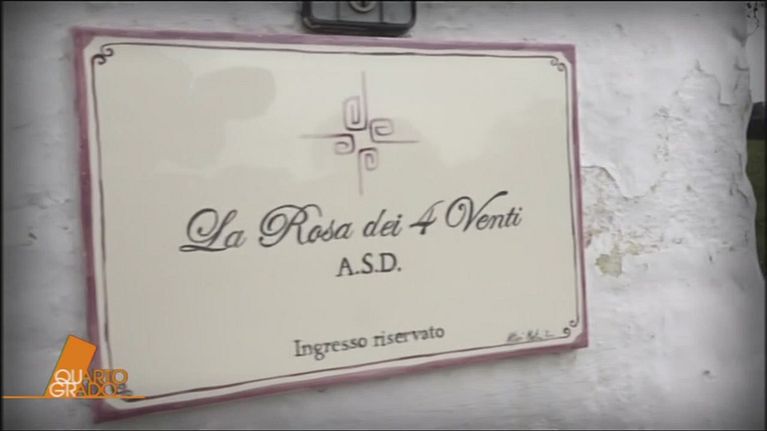 La Rosa dei 4 Venti
A.S.D.
Ingresso riservato
QUARTO
GRADO